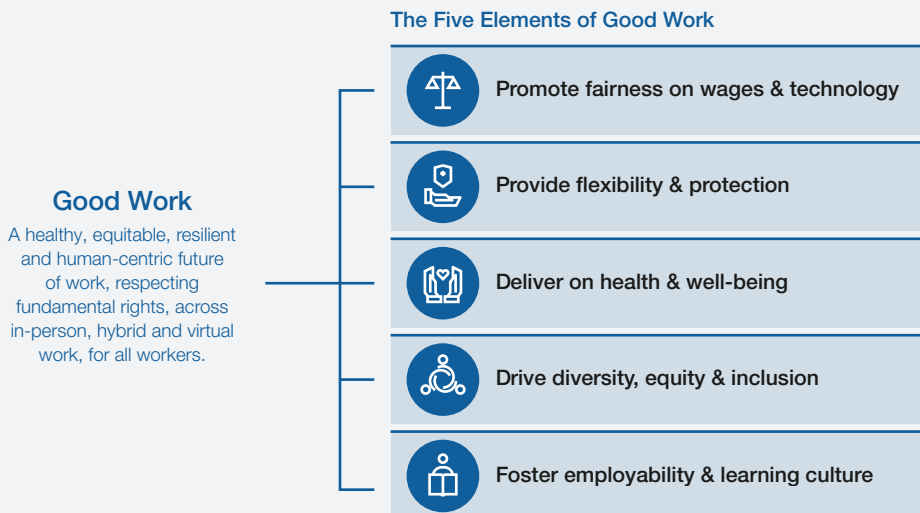 The Five Elements of Good Work
Promote fairness on wages & technology
Provide flexibility & protection
Good Work
A healthy, equitable, resilient
and human-centric future
of work, respecting
fundamental rights, across
in-person, hybrid and virtual
work, for all workers.
Deliver on health & well-being
Drive diversity, equity & inclusion
Foster employability & learning culture